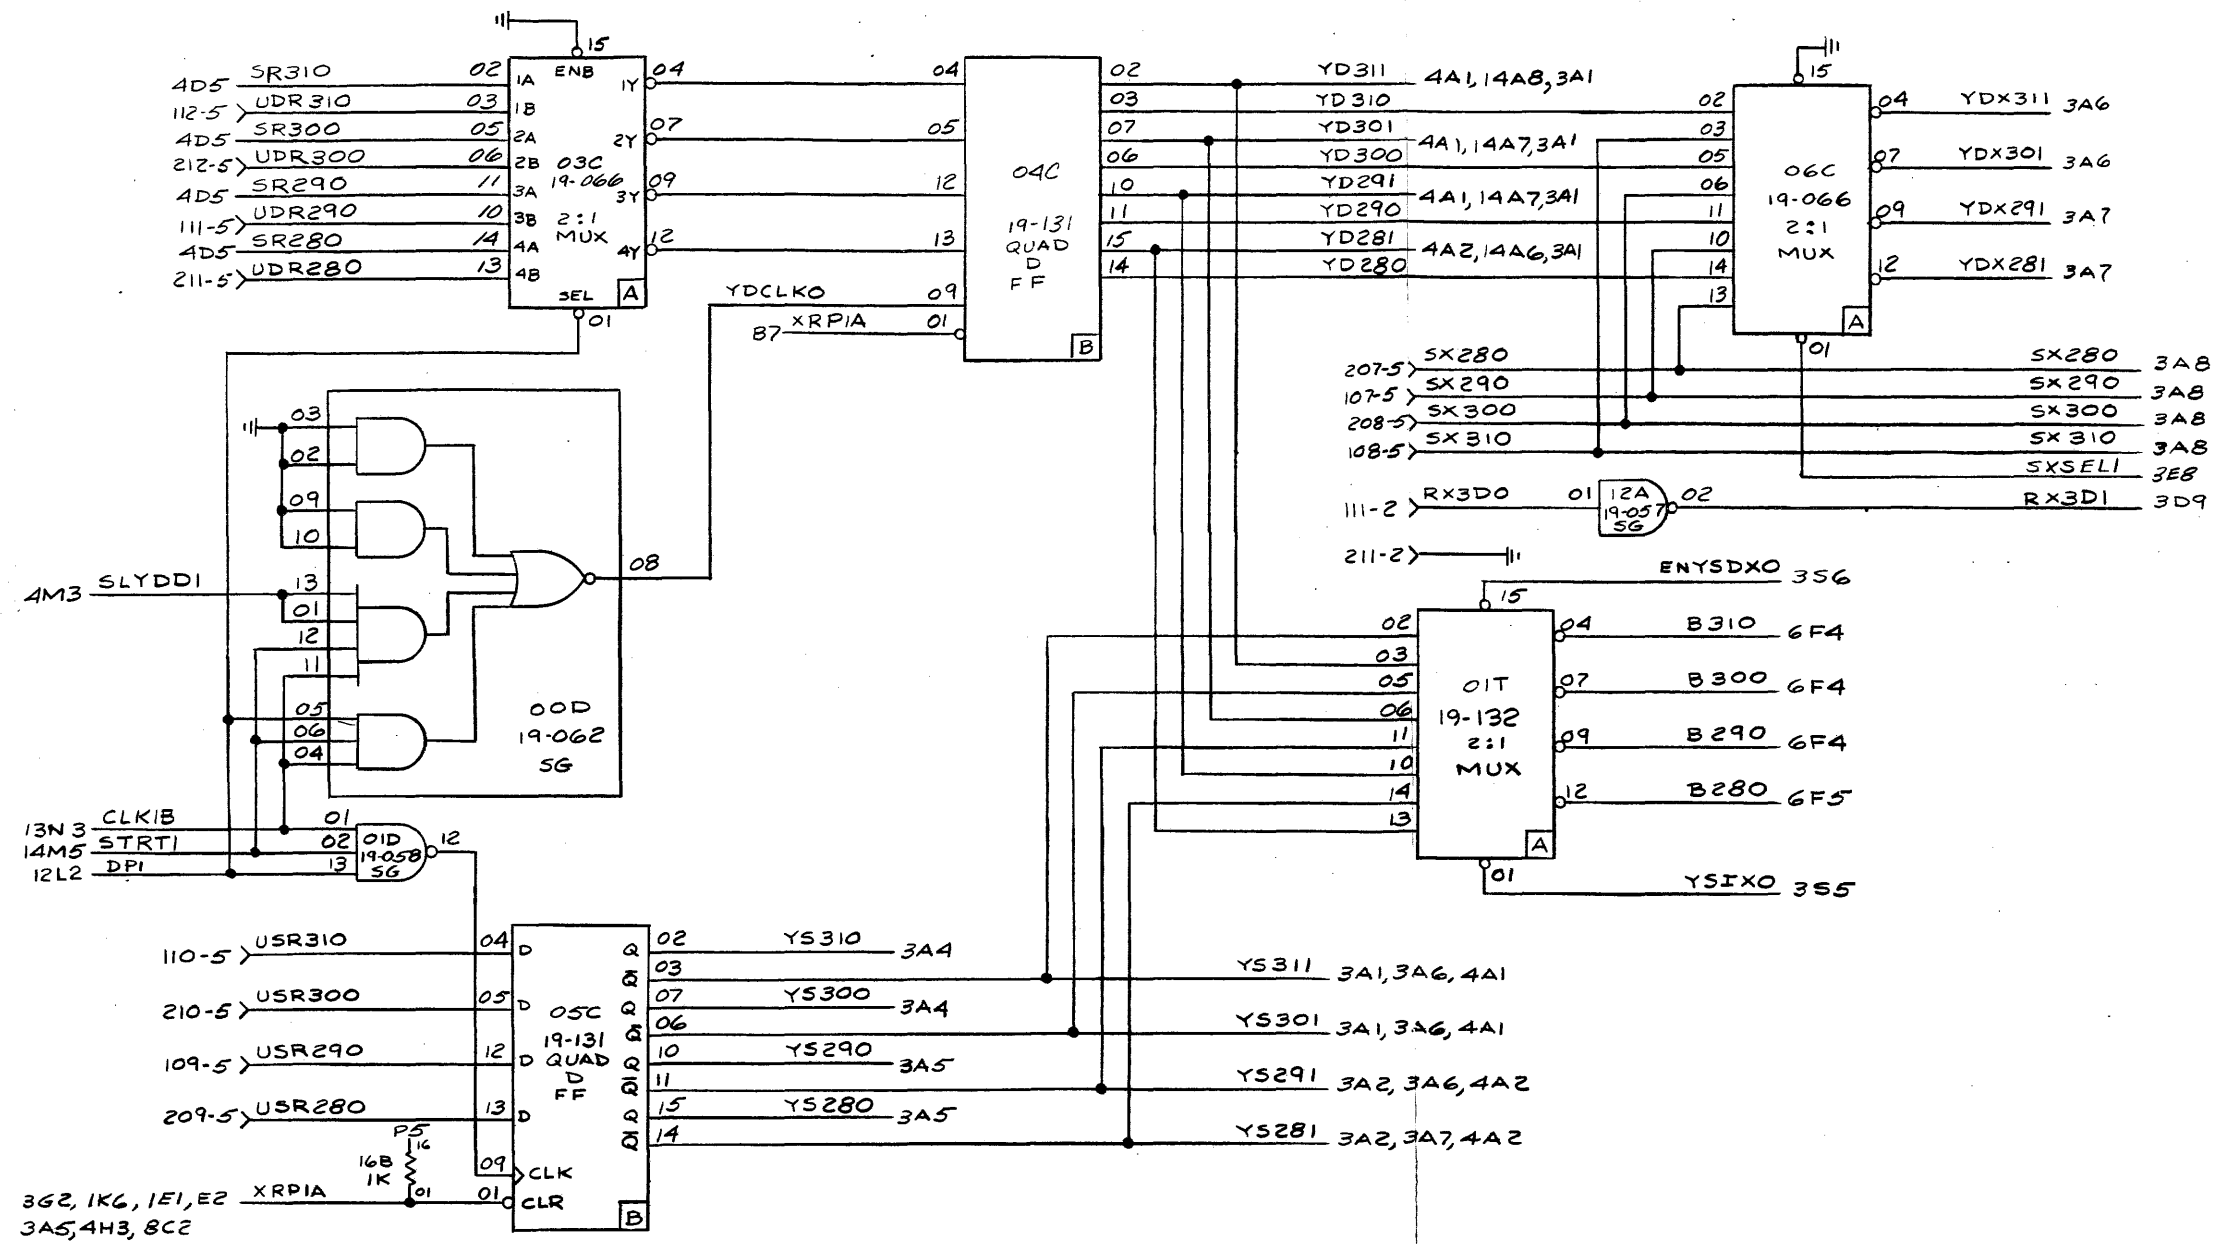 15
ENB
4D5 SR310 02 1A 1Y 04
112-5 UDR310 03 1B
4D5 SR300 05 2A 2Y 07
212-5 UDR300 06 2B
4D5 SR290 11 3A 3Y 09
111-5 UDR290 10 3B
4D5 SR280 14 4A 4Y 12
211-5 UDR280 13 4B
03C
19-066
2:1
MUX
SEL A
01
04
05
12
13
YDCLK0 09
B7 XRP1A 01
04C
19-131
QUAD
D
FF
B
02 YD311 4A1, 14A8, 3A1
03 YD310
07 YD301 4A1, 14A7, 3A1
06 YD300
10 YD291 4A1, 14A7, 3A1
11 YD290
15 YD281 4A2, 14A6, 3A1
14 YD280
15
02
03
05
06
11
10
14
13
06C
19-066
2:1
MUX
A
01
04 YDX311 3A6
07 YDX301 3A6
09 YDX291 3A7
12 YDX281 3A7
207-5 SX280 SX280 3A8
107-5 SX290 SX290 3A8
208-5 SX300 SX300 3A8
108-5 SX310 SX310 3A8
SXSEL1 3E8
111-2 RX3D0 01 12A 02 RX3D1 3D9
19-057
SG
211-2
03
02
09
10
4M3 SLYDD1 13
01
12
11
05
06
04
08
00D
19-062
SG
13N3 CLK1B 01
14M5 STRT1 02
12L2 DP1 13
01D
19-058
SG
12
ENYSDX0 3S6
15
02
03
05
06
11
10
14
13
01T
19-132
2:1
MUX
A
04 B310 6F4
07 B300 6F4
09 B290 6F4
12 B280 6F5
01
YSIX0 3S5
110-5 USR310 04 D
210-5 USR300 05 D
109-5 USR290 12 D
209-5 USR280 13 D
05C
19-131
QUAD
D
FF
Q 02 YS310 3A4
Q̅ 03 YS311 3A1, 3A6, 4A1
Q 07 YS300 3A4
Q̅ 06 YS301 3A1, 3A6, 4A1
Q 10 YS290 3A5
Q̅ 11 YS291 3A2, 3A6, 4A2
Q 15 YS280 3A5
Q̅ 14 YS281 3A2, 3A7, 4A2
P5
16
16B
1K
01
09 CLK
3G2, 1K6, 1E1, E2 XRP1A 01 CLR
3A5, 4H3, 8C2
B